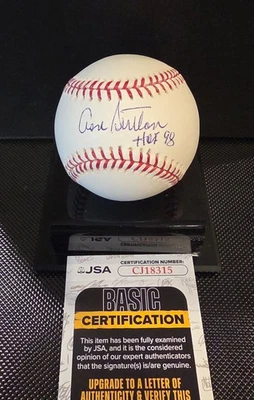 Don Sutton
HOF 98
JSA
CERTIFICATION NUMBER:
CJ18315
BASIC
CERTIFICATION
This item has been fully examined
by JSA, and it is the considered
opinion of our expert authenticators
that the signature(s) is/are genuine.
UPGRADE TO A LETTER OF
AUTHENTICITY & VERIFY THIS